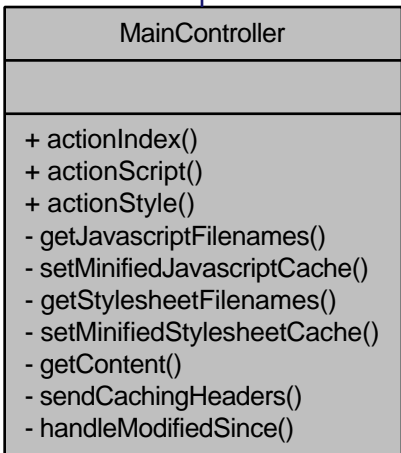 MainController
+ actionIndex()
+ actionScript()
+ actionStyle()
- getJavascriptFilenames()
- setMinifiedJavascriptCache()
- getStylesheetFilenames()
- setMinifiedStylesheetCache()
- getContent()
- sendCachingHeaders()
- handleModifiedSince()